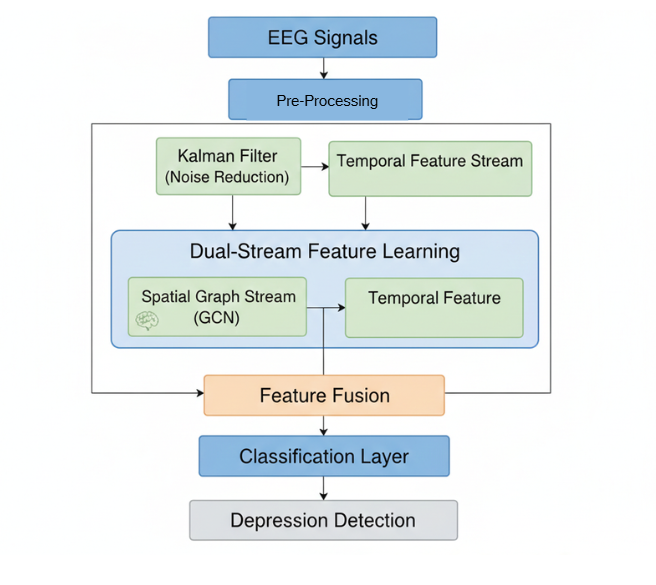 EEG Signals
Pre-Processing
Kalman Filter
(Noise Reduction)
Temporal Feature Stream
Dual-Stream Feature Learning
Spatial Graph Stream
(GCN)
Temporal Feature
Feature Fusion
Classification Layer
Depression Detection